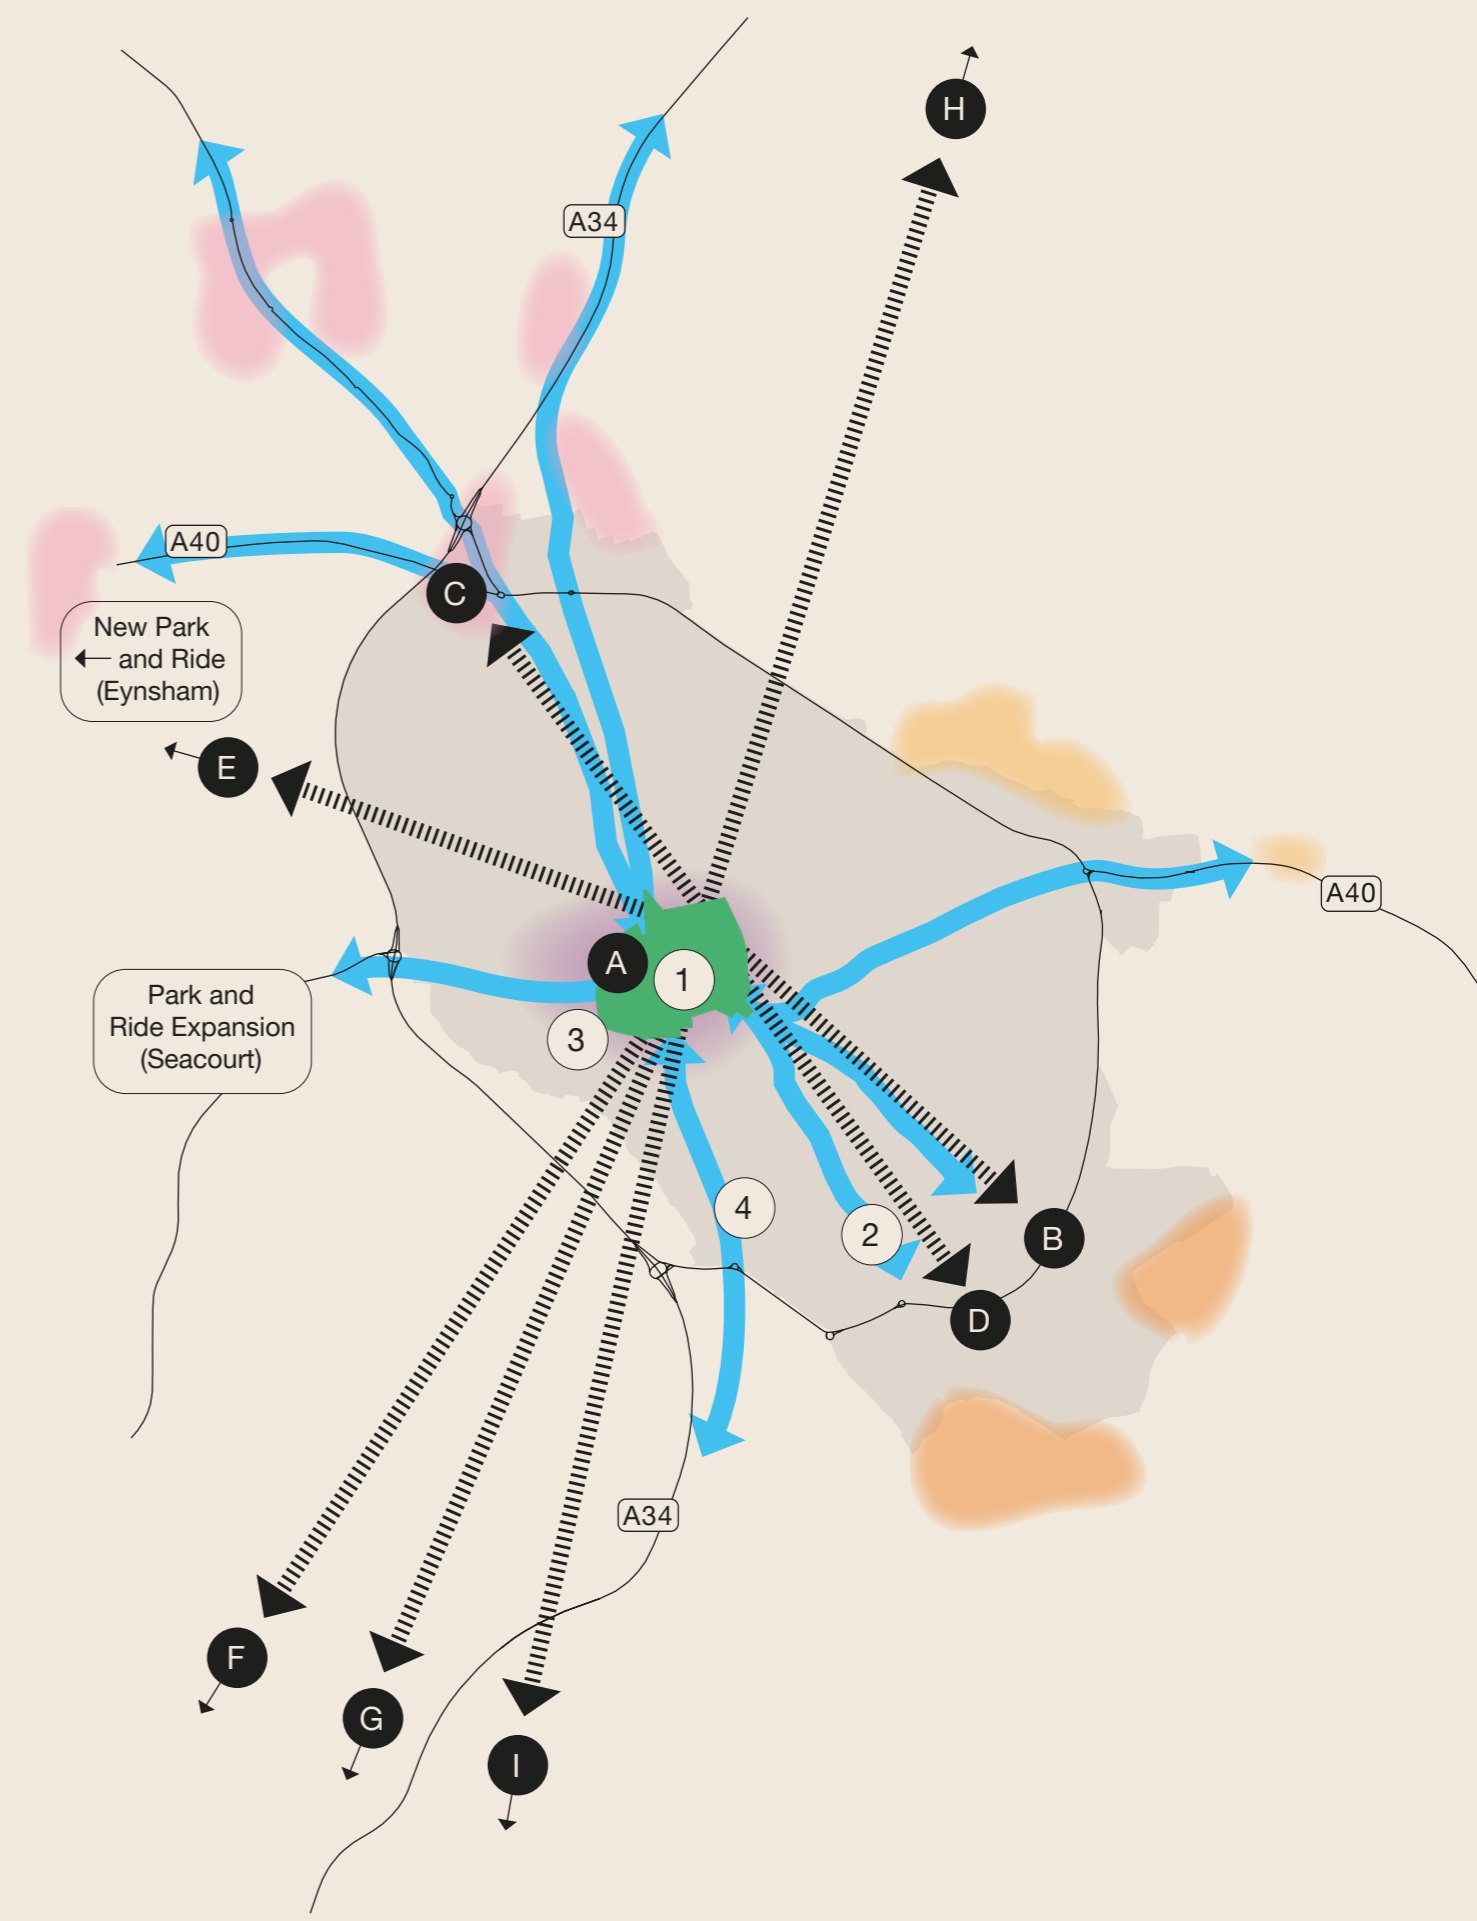 H
A34
A40
C
New Park
and Ride
(Eynsham)
E
A40
A
1
Park and
Ride Expansion
(Seacourt)
3
4
2
B
D
A34
F
G
I